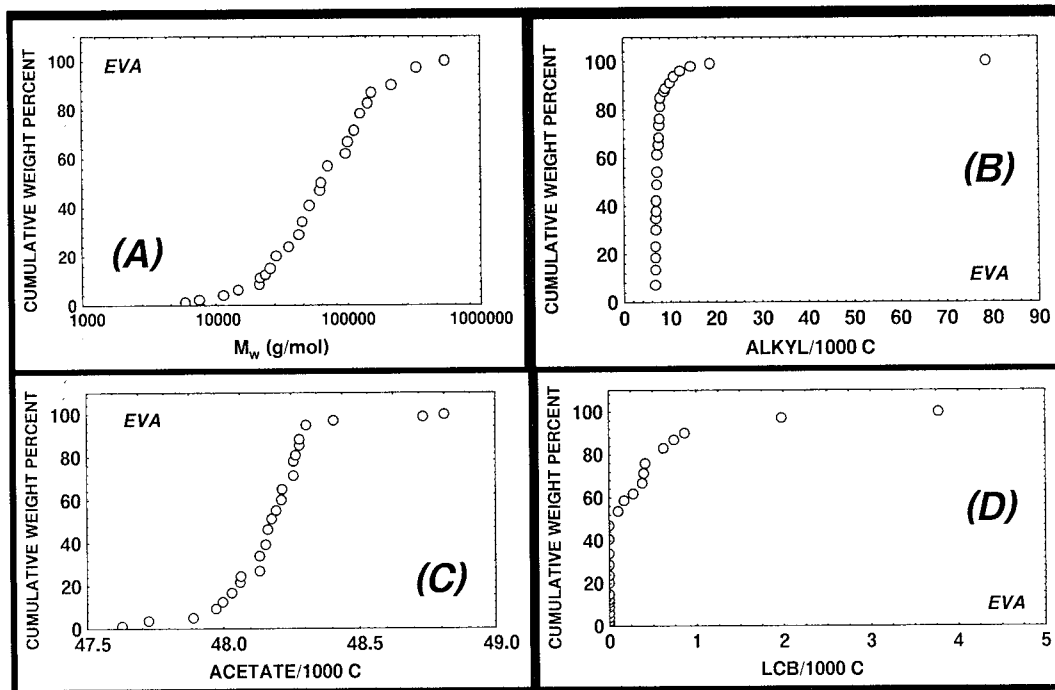 EVA
CUMULATIVE WEIGHT PERCENT
100
80
60
40
20
0
(A)
1000 10000 100000 1000000
Mw (g/mol)
CUMULATIVE WEIGHT PERCENT
100
80
60
40
20
0
(B)
EVA
0 10 20 30 40 50 60 70 80 90
ALKYL/1000 C
EVA
CUMULATIVE WEIGHT PERCENT
100
80
60
40
20
0
(C)
47.5 48.0 48.5 49.0
ACETATE/1000 C
CUMULATIVE WEIGHT PERCENT
100
80
60
40
20
0
(D)
EVA
0 1 2 3 4 5
LCB/1000 C